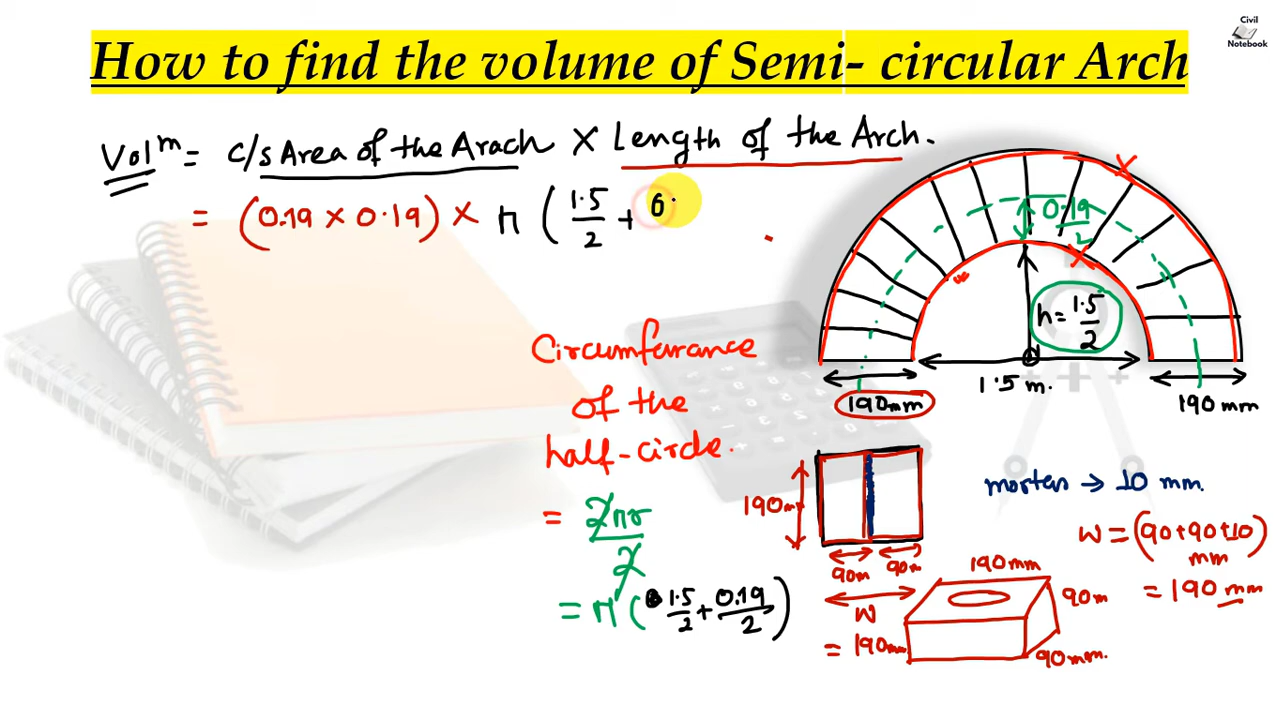 Civil
Notebook
How to find the volume of Semi- circular Arch
Volᵐ = c/s Area of the Arach X Length of the Arch.
= (0.19 X 0.19) X π ( 1.5/2 + 0.
0.19/2
r = 1.5/2
1.5 m.
190mm
190 mm
Circumferance
of the
half-circle.
= 2πr/2
= π ( 1.5/2 + 0.19/2 )
190mm
90m
90m
W
= 190mm
mortar → 10 mm.
W = (90+90+10)
mm
= 190 mm
190mm
90m
90mm.